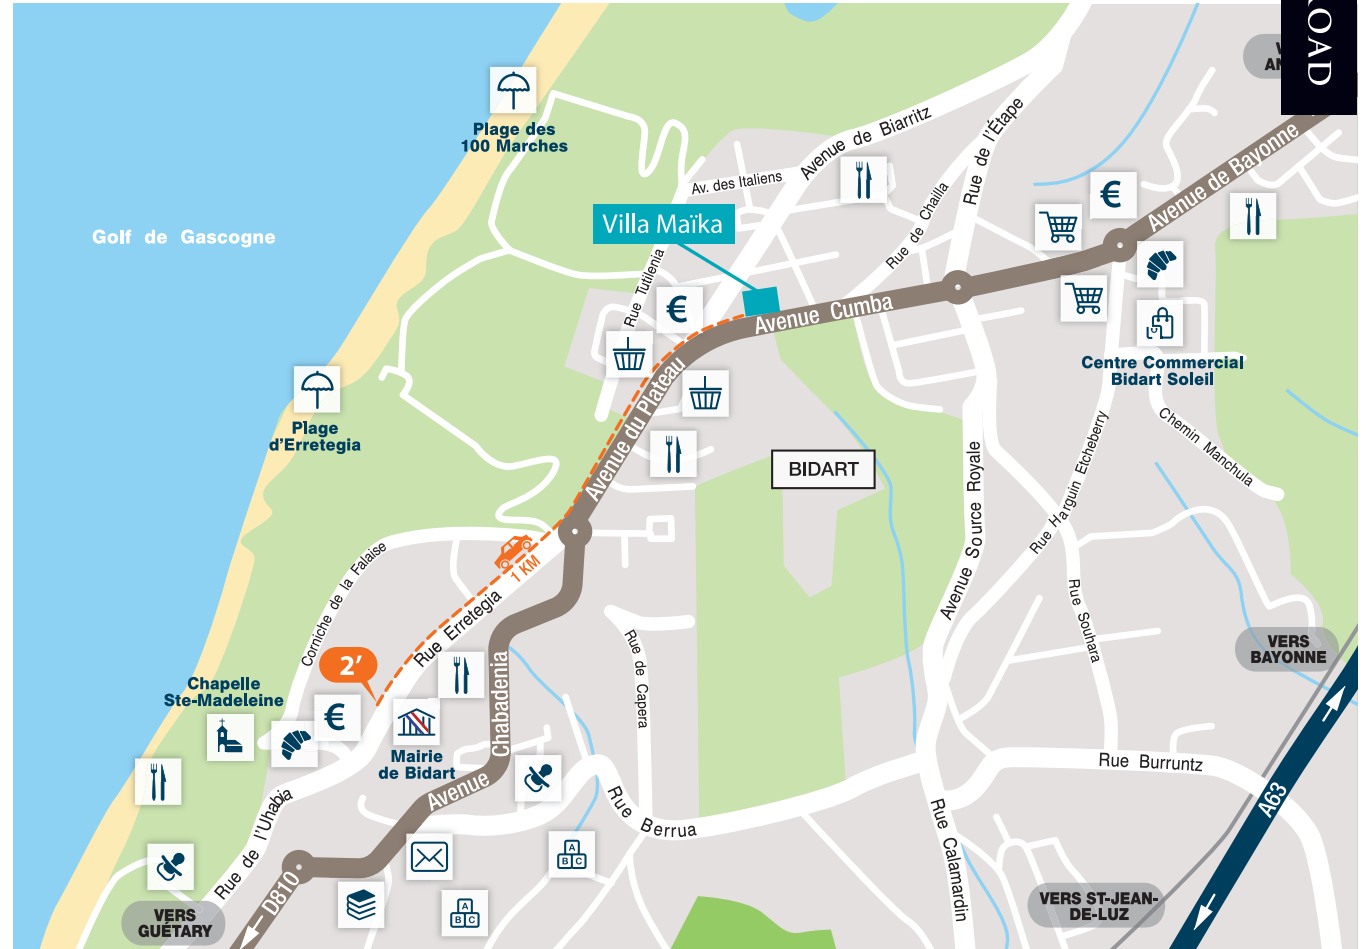 ROAD
Plage des
100 Marches
Avenue de Biarritz
Rue de l'Étape
Avenue de Bayonne
Av. des Italiens
Rue de Chailla
€
Villa Maïka
Golf de Gascogne
Rue Tutilenia
€
Avenue Cumba
Centre Commercial
Bidart Soleil
Plage
d'Erretegia
Avenue du Plateau
BIDART
Chemin Manchula
Rue Harguin Etcheberry
Avenue Source Royale
1 KM
Corniche de la Falaise
Rue Erretegia
Rue Souhara
Rue de Capera
VERS
BAYONNE
2'
Chapelle
Ste-Madeleine
€
Mairie
de Bidart
Avenue Chabadenia
Rue Burruntz
A63
Rue de l'Uhabia
Rue Berrua
Rue Calamardin
A
B C
A
B C
D810
VERS
GUÉTARY
VERS ST-JEAN-
DE-LUZ